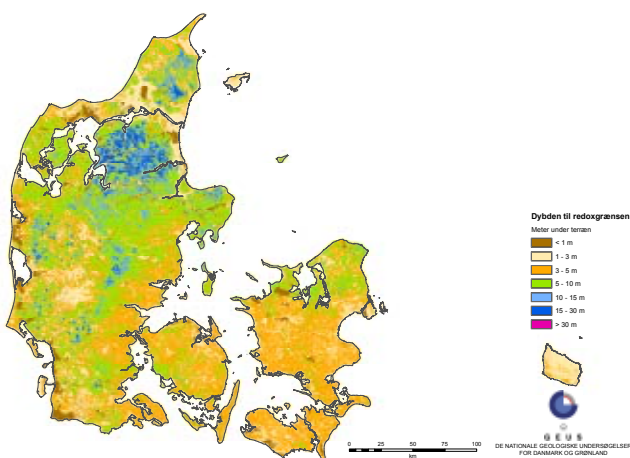 Dybden til redoxgrænsen
Meter under terræn
< 1 m
1 - 3 m
3 - 5 m
5 - 10 m
10 - 15 m
15 - 30 m
> 30 m
G E U S
DE NATIONALE GEOLOGISKE UNDERSØGELSER
FOR DANMARK OG GRØNLAND
0 25 50 75 100
km